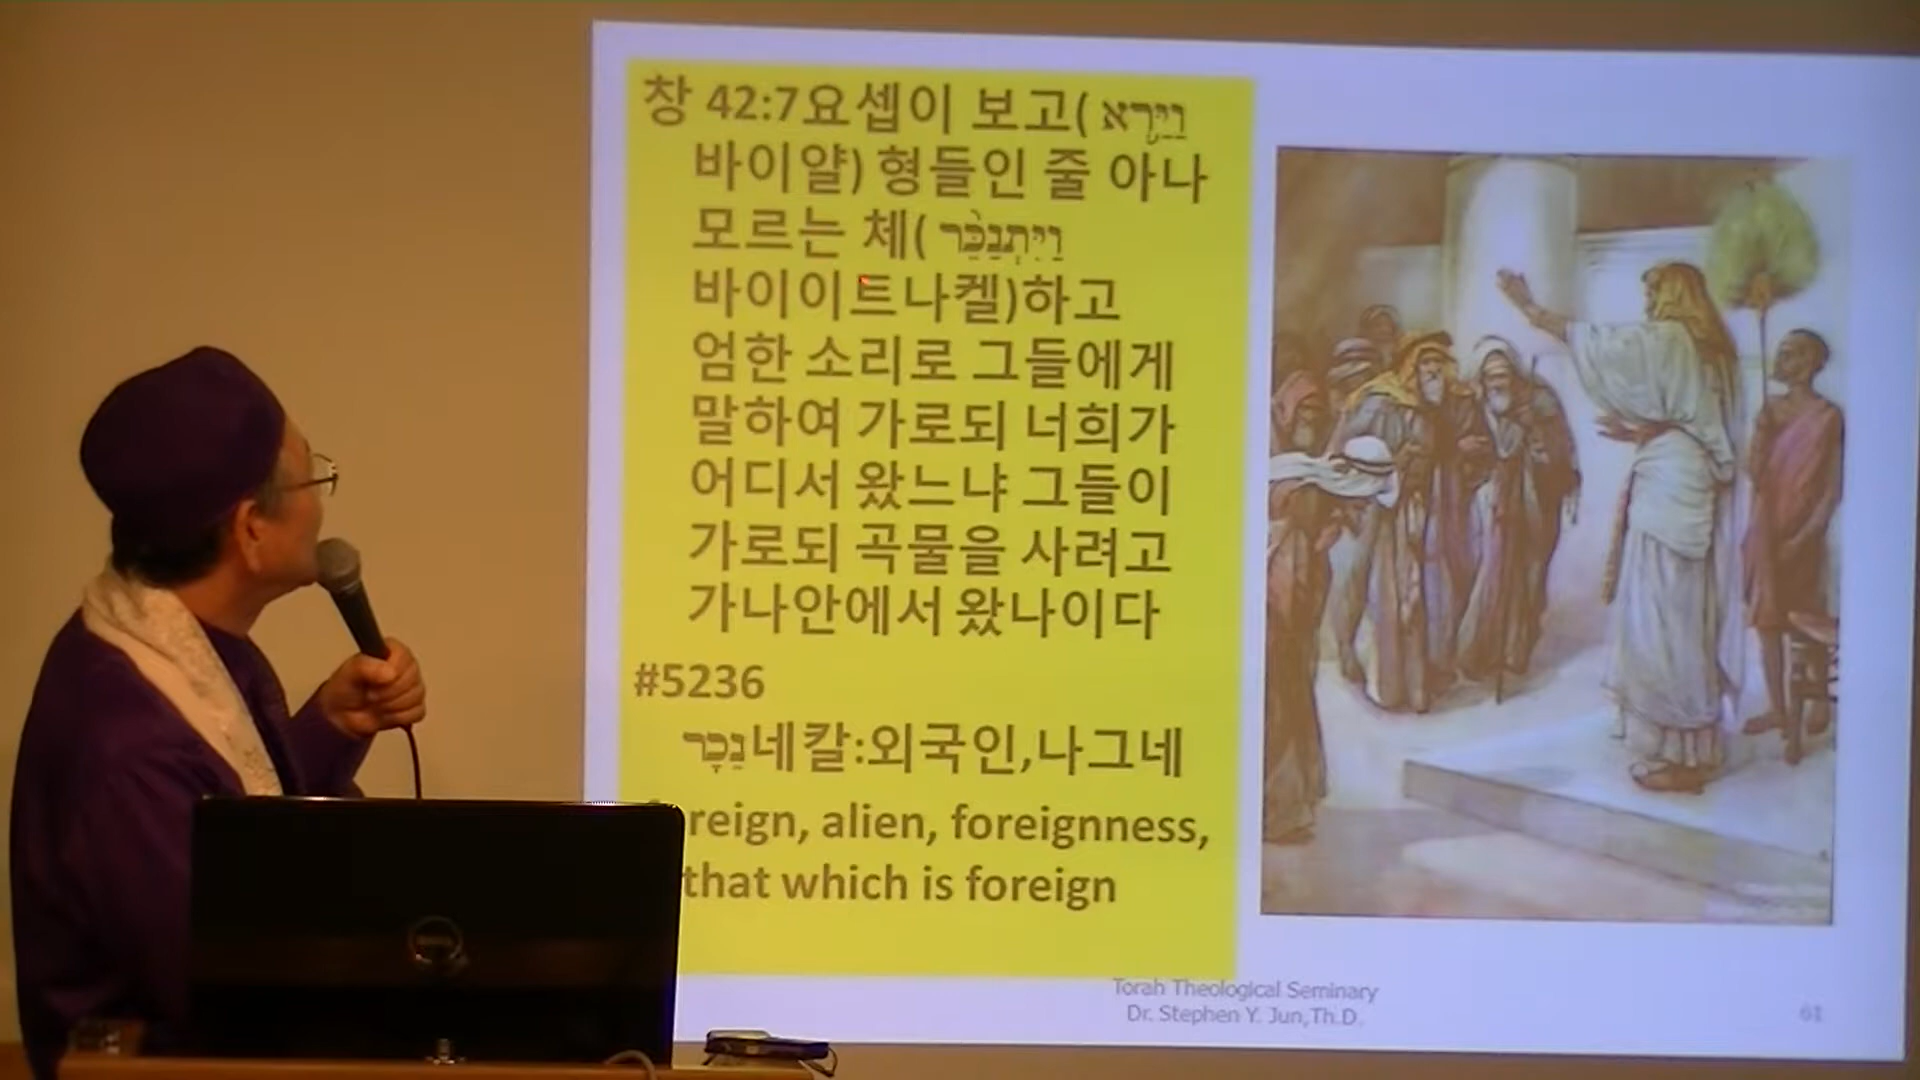 창 42:7요셉이 보고( וַיַּרְא
바이얄) 형들인 줄 아나
모르는 체( וַיִּתְנַכֵּר
바이이트나켈)하고
엄한 소리로 그들에게
말하여 가로되 너희가
어디서 왔느냐 그들이
가로되 곡물을 사려고
가나안에서 왔나이다
#5236
נֵכָר네칼:외국인,나그네
reign, alien, foreignness,
that which is foreign
Torah Theological Seminary
Dr. Stephen Y. Jun,Th.D.
61
DELL